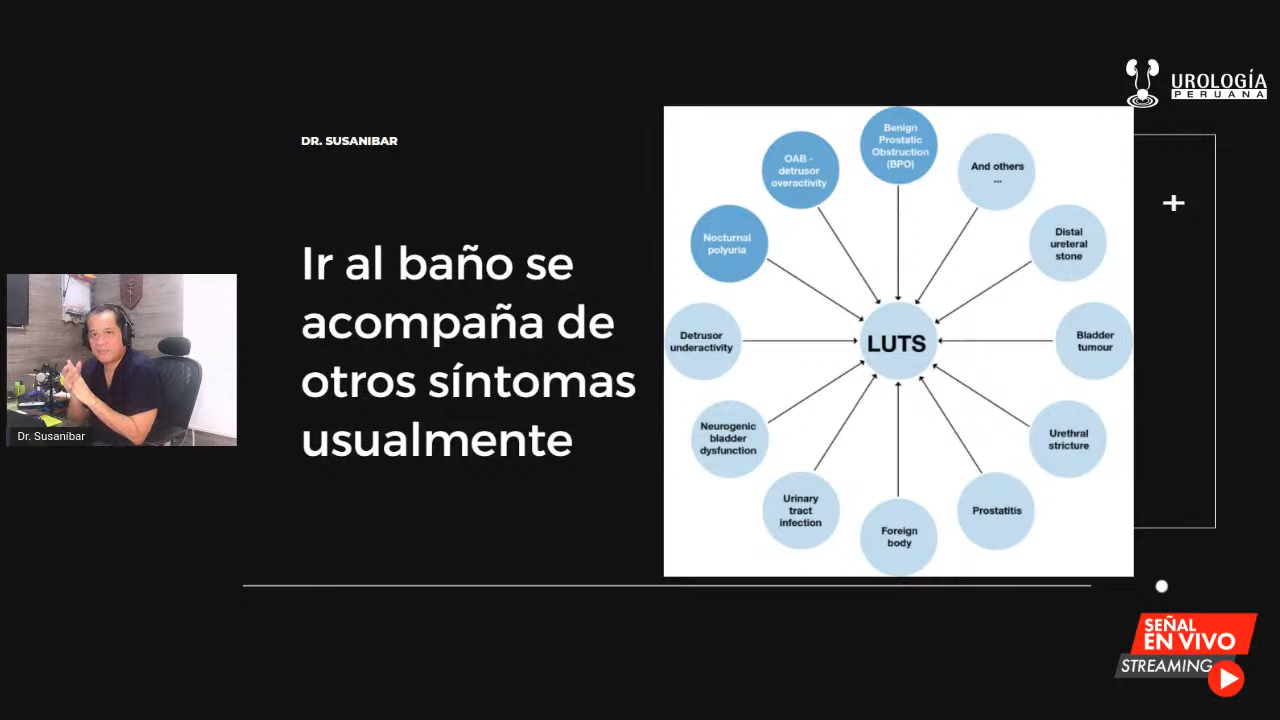 UROLOGÍA
PERUANA
DR. SUSANIBAR
Ir al baño se
acompaña de
otros síntomas
usualmente
Dr. Susanibar
Benign
Prostatic
Obstruction
(BPO)
And others
...
Distal
ureteral
stone
Bladder
tumour
Urethral
stricture
Prostatitis
Foreign
body
Urinary
tract
infection
Neurogenic
bladder
dysfunction
Detrusor
underactivity
Nocturnal
polyuria
OAB -
detrusor
overactivity
LUTS
SEÑAL
EN VIVO
STREAMING